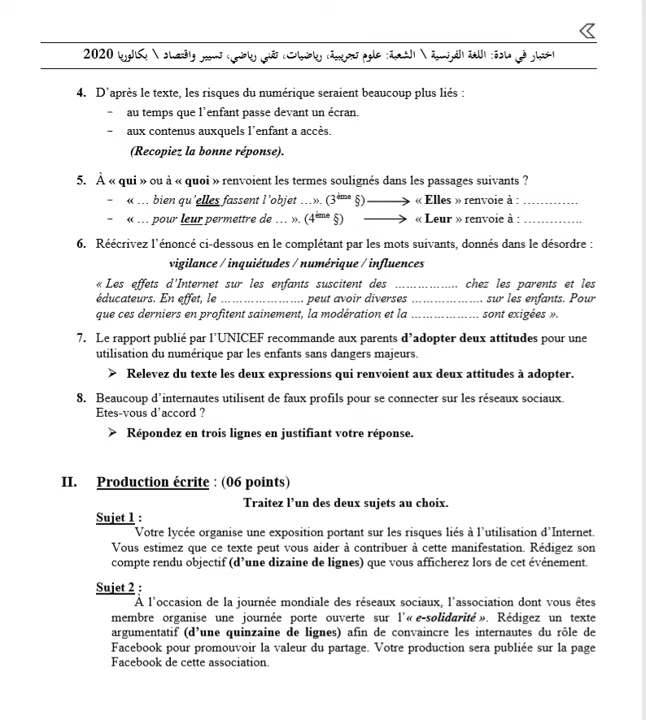 اختبار في مادة: اللغة الفرنسية \ الشعبة: علوم تجريبية، رياضيات، تقني رياضي، تسيير واقتصاد \ بكالوريا 2020
4. D'après le texte, les risques du numérique seraient beaucoup plus liés :
- au temps que l'enfant passe devant un écran.
- aux contenus auxquels l'enfant a accès.
(Recopiez la bonne réponse).
5. À « qui » ou à « quoi » renvoient les termes soulignés dans les passages suivants ?
- « … bien qu'elles fassent l'objet …». (3ème §) → « Elles » renvoie à : ………….
- « … pour leur permettre de … ». (4ème §) → « Leur » renvoie à : …………..
6. Réécrivez l'énoncé ci-dessous en le complétant par les mots suivants, donnés dans le désordre :
vigilance / inquiétudes / numérique / influences
« Les effets d'Internet sur les enfants suscitent des …………….. chez les parents et les
éducateurs. En effet, le …………………. peut avoir diverses ………………. sur les enfants. Pour
que ces derniers en profitent sainement, la modération et la ……………… sont exigées ».
7. Le rapport publié par l'UNICEF recommande aux parents d'adopter deux attitudes pour une
utilisation du numérique par les enfants sans dangers majeurs.
➢ Relevez du texte les deux expressions qui renvoient aux deux attitudes à adopter.
8. Beaucoup d'internautes utilisent de faux profils pour se connecter sur les réseaux sociaux.
Etes-vous d'accord ?
➢ Répondez en trois lignes en justifiant votre réponse.
II. Production écrite : (06 points)
Traitez l'un des deux sujets au choix.
Sujet 1 :
Votre lycée organise une exposition portant sur les risques liés à l'utilisation d'Internet.
Vous estimez que ce texte peut vous aider à contribuer à cette manifestation. Rédigez son
compte rendu objectif (d'une dizaine de lignes) que vous afficherez lors de cet événement.
Sujet 2 :
À l'occasion de la journée mondiale des réseaux sociaux, l'association dont vous êtes
membre organise une journée porte ouverte sur l'« e-solidarité ». Rédigez un texte
argumentatif (d'une quinzaine de lignes) afin de convaincre les internautes du rôle de
Facebook pour promouvoir la valeur du partage. Votre production sera publiée sur la page
Facebook de cette association.